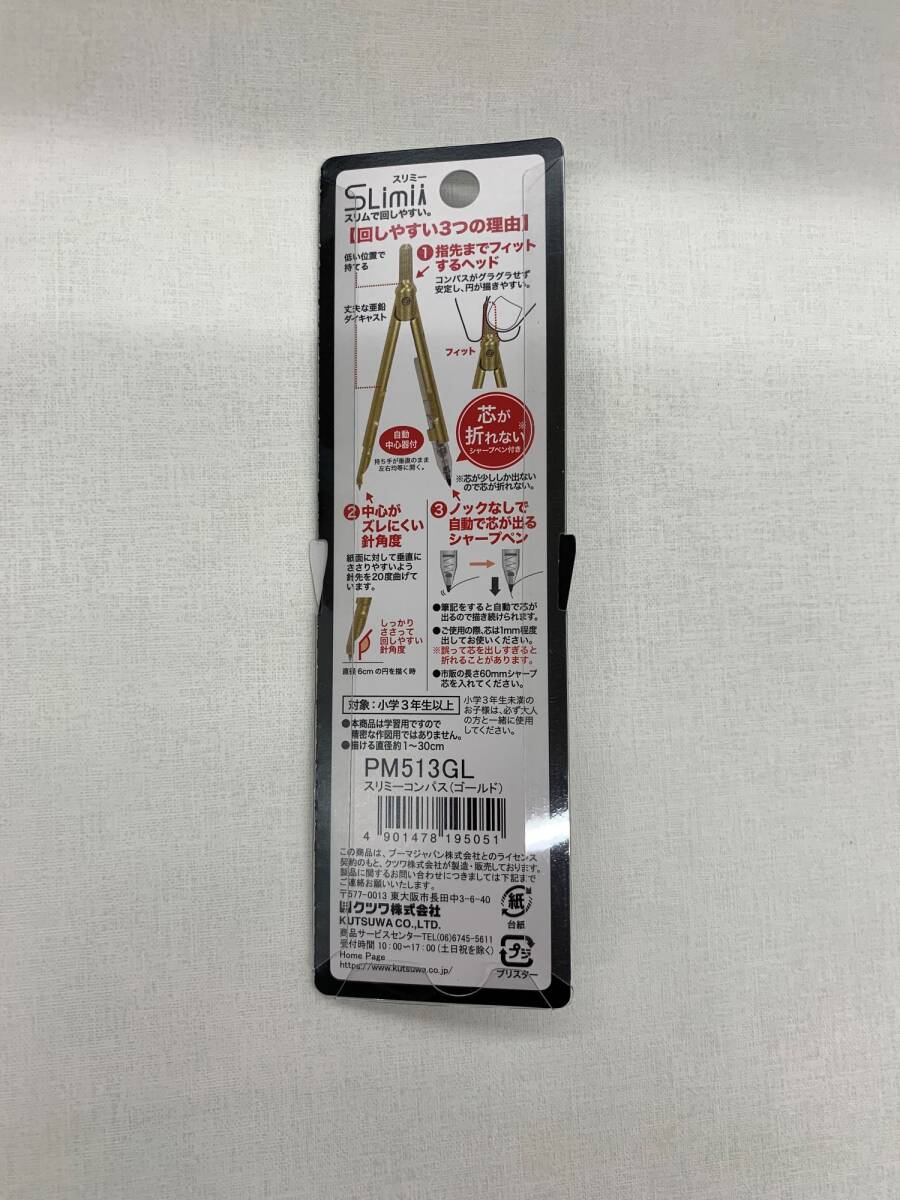 スリミー
SLimii
スリムで回しやすい。
【回しやすい3つの理由】
低い位置で
持てる
❶指先までフィット
するヘッド
コンパスがグラグラせず
安定し、円が描きやすい。
丈夫な亜鉛
ダイキャスト
フィット
芯が
折れない※
シャープペン付き
自動
中心器付
持ち手が垂直のまま
左右均等に開く。
※芯が少ししか出ない
ので芯が折れない。
❷中心が
ズレにくい
針角度
紙面に対して垂直に
ささりやすいよう
針先を20度曲げて
います。
しっかり
ささって
回しやすい
針角度
直径6cmの円を描く時
❸ノックなしで
自動で芯が出る
シャープペン
●筆記をすると自動で芯が
出るので描き続けられます。
●ご使用の際、芯は1mm程度
出してお使いください。
※誤って芯を出しすぎると
折れることがあります。
●市販の長さ60mmシャープ
芯を入れてください。
対象:小学3年生以上
小学3年生未満の
お子様は、必ず大人
の方と一緒に使用
してください。
●本商品は学習用ですので
精密な作図用ではありません。
●描ける直径約1～30cm
PM513GL
スリミーコンパス(ゴールド)
4 901478 195051
この商品は、プーマジャパン株式会社とのライセンス
契約のもと、クツワ株式会社が製造・販売しております。
製品に関するお問い合わせにつきましては下記まで
ご連絡お願いいたします。
〒577-0013 東大阪市長田中3-6-40
クツワ株式会社
KUTSUWA CO.,LTD.
商品サービスセンターTEL(06)6745-5611
受付時間 10:00～17:00(土日祝を除く)
Home Page
https://www.kutsuwa.co.jp/
紙
台紙
プラ
ブリスター